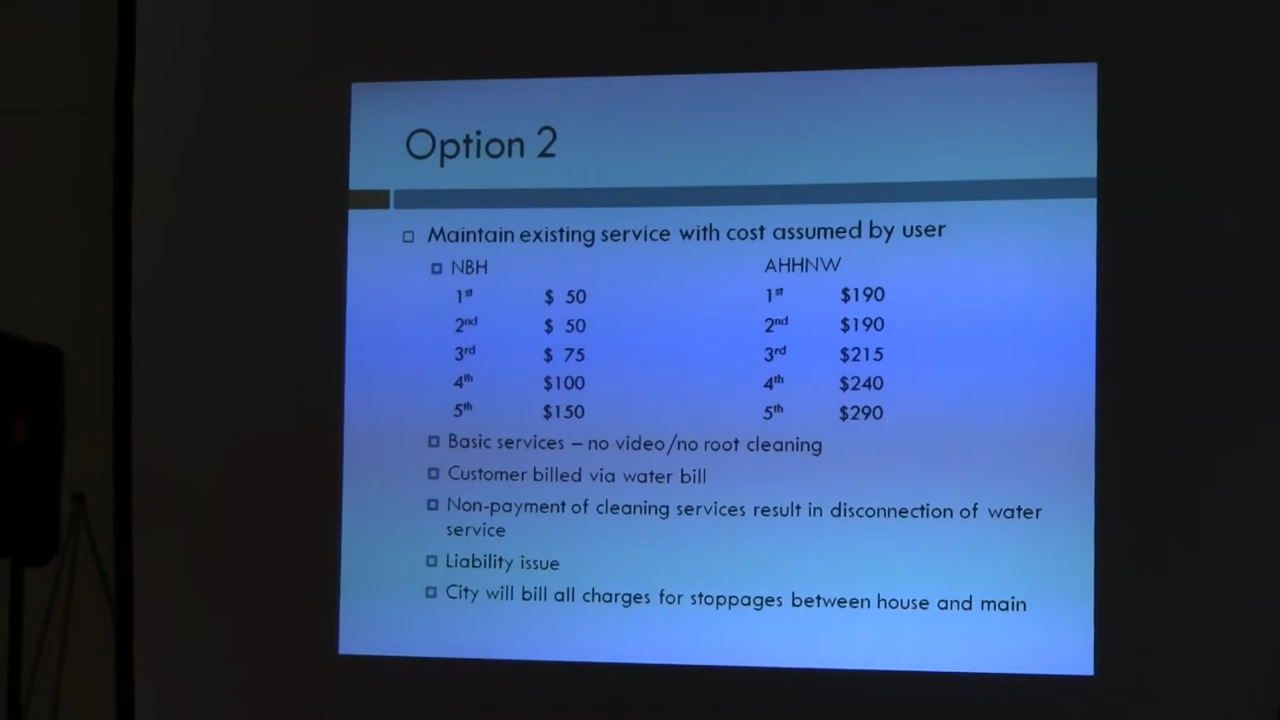 Option 2
Maintain existing service with cost assumed by user
NBH AHHNW
1st $ 50 1st $190
2nd $ 50 2nd $190
3rd $ 75 3rd $215
4th $100 4th $240
5th $150 5th $290
Basic services – no video/no root cleaning
Customer billed via water bill
Non-payment of cleaning services result in disconnection of water
service
Liability issue
City will bill all charges for stoppages between house and main